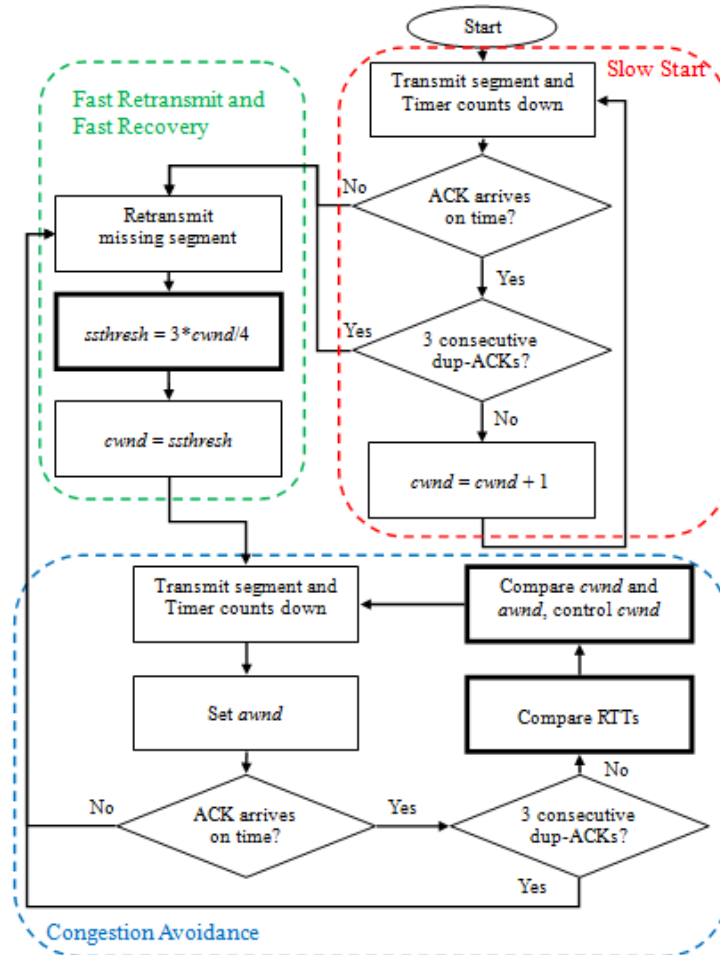 Start
Slow Start
Transmit segment and
Timer counts down
Fast Retransmit and
Fast Recovery
No
ACK arrives
on time?
Retransmit
missing segment
Yes
ssthresh = 3*cwnd/4
Yes
3 consecutive
dup-ACKs?
No
cwnd = ssthresh
cwnd = cwnd + 1
Transmit segment and
Timer counts down
Compare cwnd and
awnd, control cwnd
Set awnd
Compare RTTs
No
No
ACK arrives
on time?
Yes
3 consecutive
dup-ACKs?
Yes
Congestion Avoidance